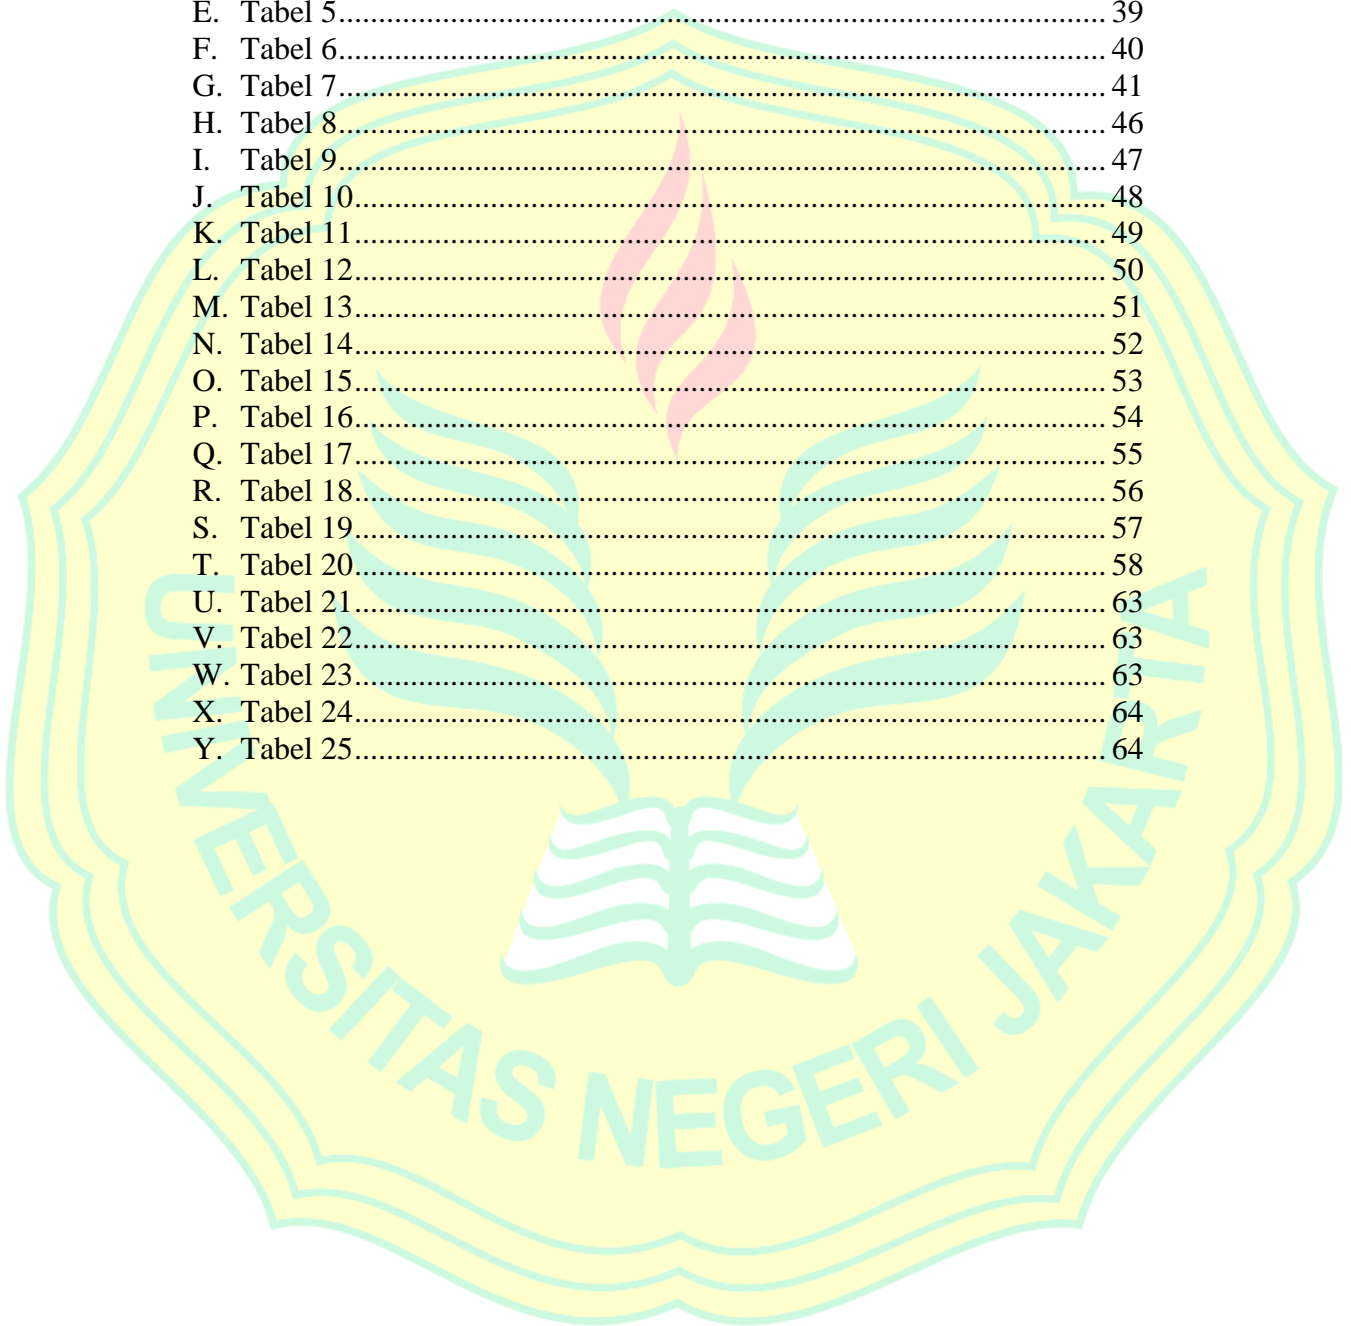 E. Tabel 5.................................................................................................. 39
F. Tabel 6.................................................................................................. 40
G. Tabel 7.................................................................................................. 41
H. Tabel 8.................................................................................................. 46
I. Tabel 9.................................................................................................. 47
J. Tabel 10................................................................................................ 48
K. Tabel 11................................................................................................ 49
L. Tabel 12................................................................................................ 50
M. Tabel 13................................................................................................ 51
N. Tabel 14................................................................................................ 52
O. Tabel 15................................................................................................ 53
P. Tabel 16................................................................................................ 54
Q. Tabel 17................................................................................................ 55
R. Tabel 18................................................................................................ 56
S. Tabel 19................................................................................................ 57
T. Tabel 20................................................................................................ 58
U. Tabel 21................................................................................................ 63
V. Tabel 22................................................................................................ 63
W. Tabel 23................................................................................................ 63
X. Tabel 24................................................................................................ 64
Y. Tabel 25................................................................................................ 64
UNIVERSITAS NEGERI JAKARTA